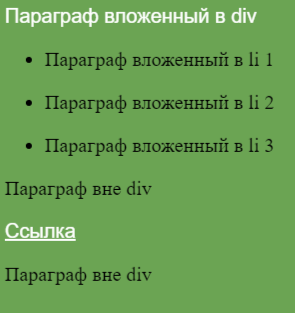 Параграф вложенный в div
Параграф вложенный в li 1
Параграф вложенный в li 2
Параграф вложенный в li 3
Параграф вне div
Ссылка
Параграф вне div